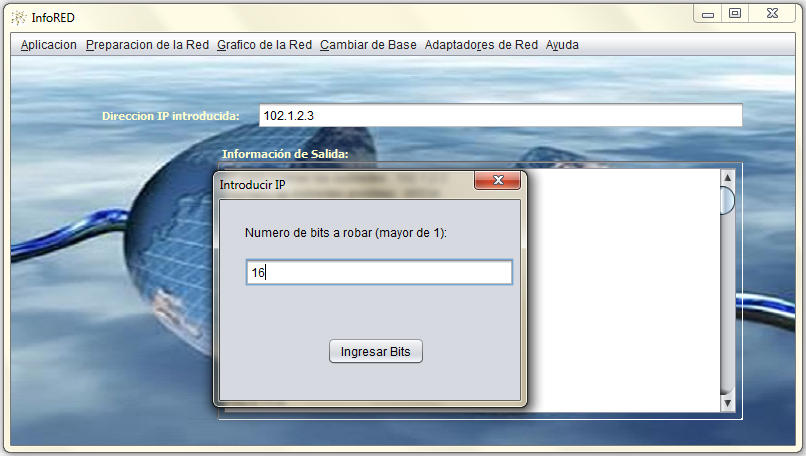 InfoRED
Aplicacion Preparacion de la Red Grafico de la Red Cambiar de Base Adaptadores de Red Ayuda
Direccion IP introducida: 102.1.2.3
Información de Salida:
Introducir IP
Numero de bits a robar (mayor de 1):
16
Ingresar Bits